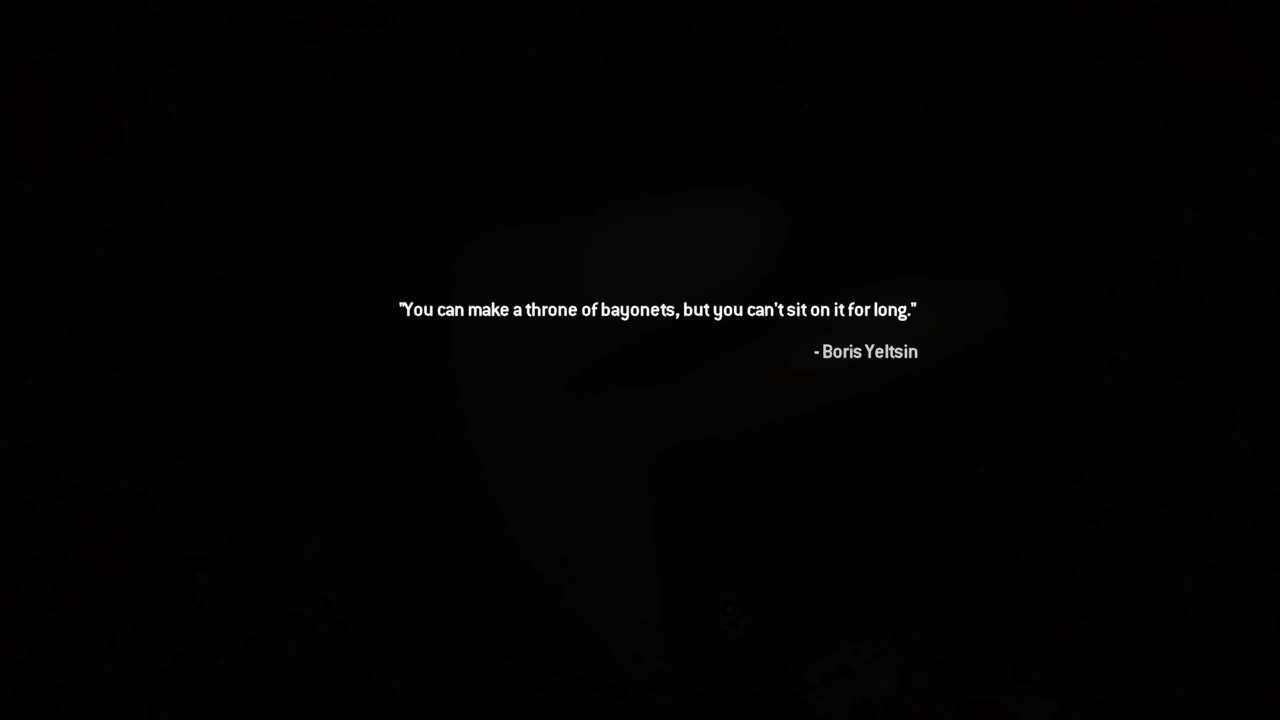 "You can make a throne of bayonets, but you can't sit on it for long."
- Boris Yeltsin